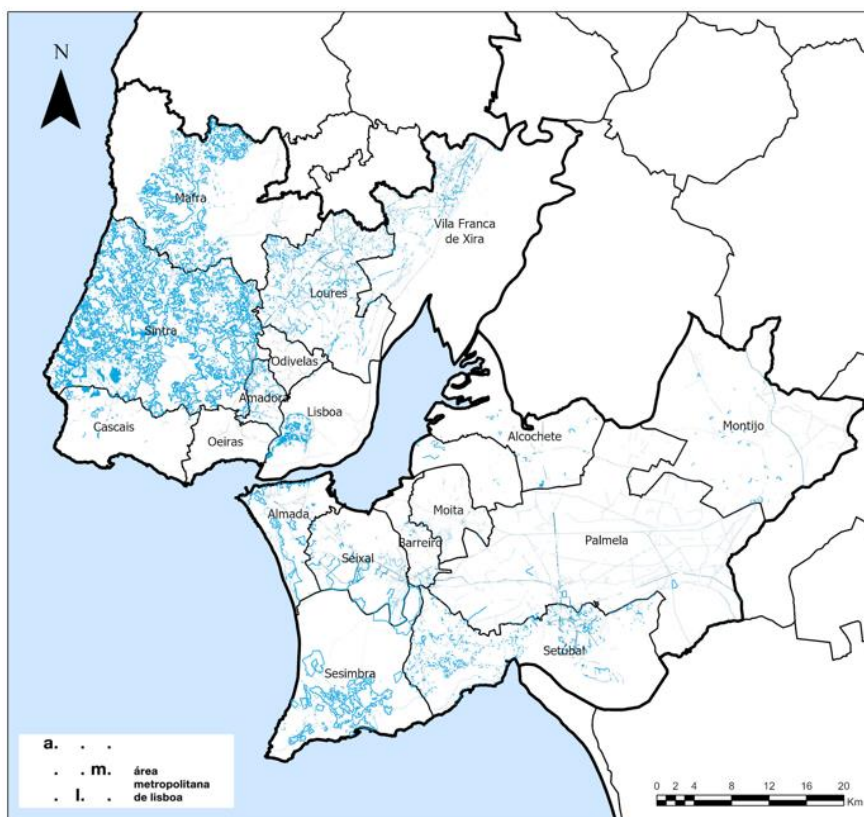 N
Mafra
Vila Franca
de Xira
Loures
Sintra
Odivelas
Amadora
Lisboa
Cascais
Oeiras
Alcochete
Montijo
Almada
Moita
Barreiro
Seixal
Palmela
Setúbal
Sesimbra
a. . .
. . m. área
metropolitana
. l. . de lisboa
0 2 4 8 12 16 20
Km